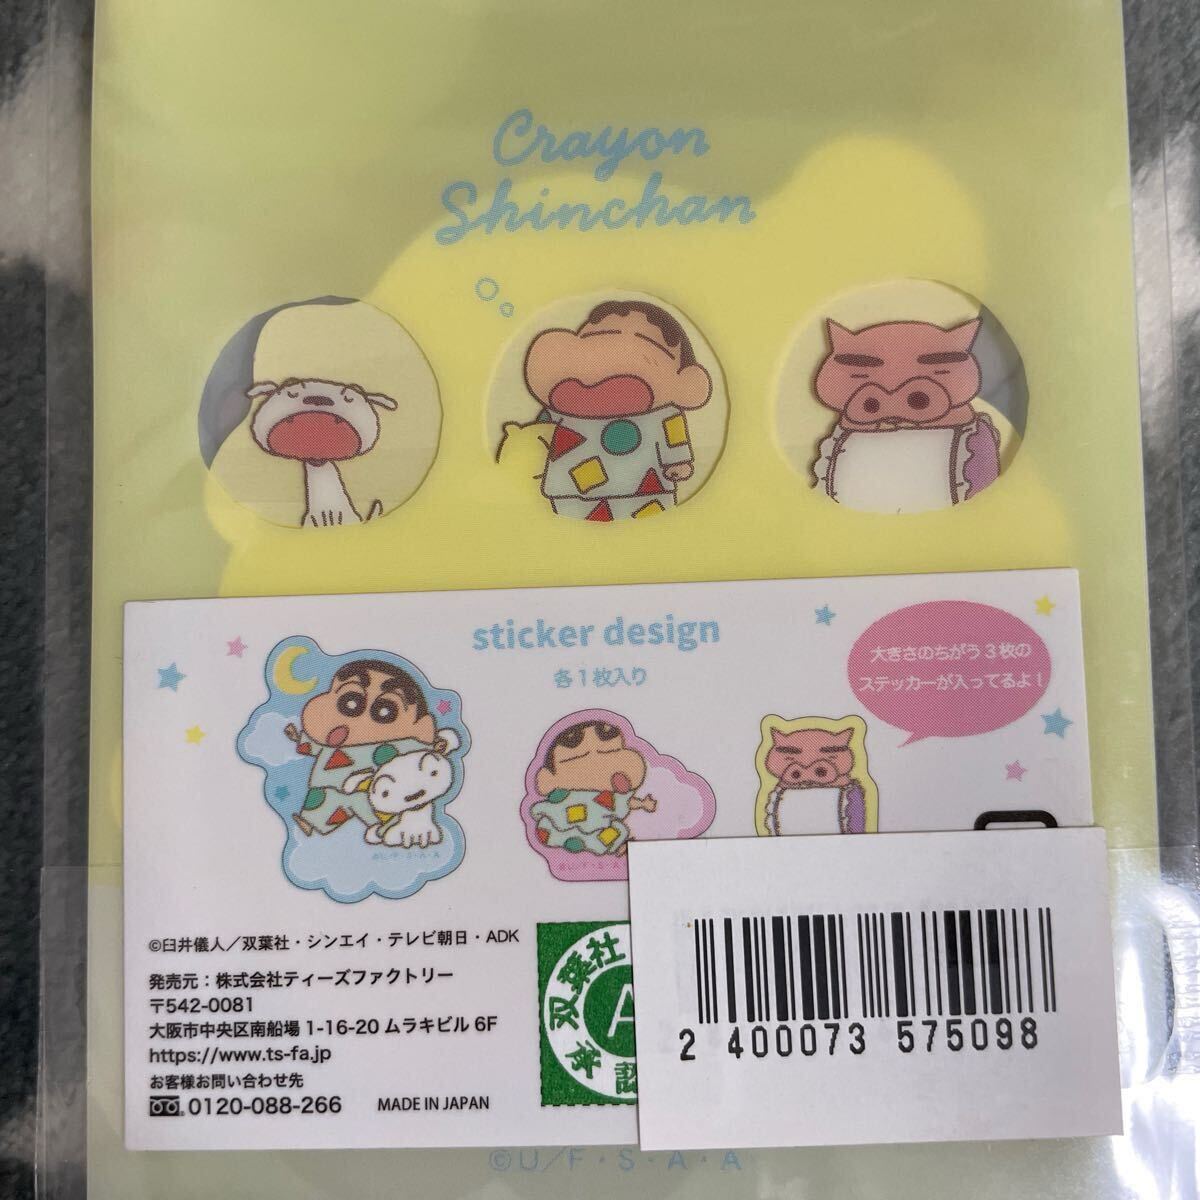 Crayon
Shinchan
sticker design
各1枚入り
大きさのちがう3枚の
ステッカーが入ってるよ!
©U/F・S・A・A
©臼井儀人/双葉社・シンエイ・テレビ朝日・ADK
発売元:株式会社ティーズファクトリー
〒542-0081
大阪市中央区南船場 1-16-20 ムラキビル 6F
https://www.ts-fa.jp
お客様お問い合わせ先
0120-088-266 MADE IN JAPAN
双葉社
A
認
2 400073 575098
©U/F・S・A・A